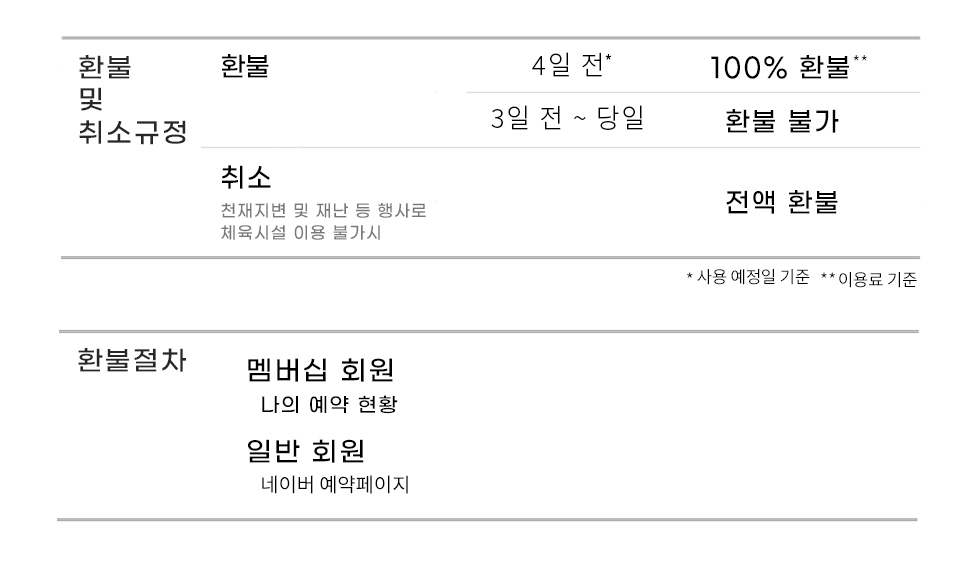 환불
및
취소규정
환불
4일 전*
100% 환불**
3일 전 ~ 당일
환불 불가
취소
천재지변 및 재난 등 행사로
체육시설 이용 불가시
전액 환불
* 사용 예정일 기준 **이용료 기준
환불절차
멤버십 회원
나의 예약 현황
일반 회원
네이버 예약페이지